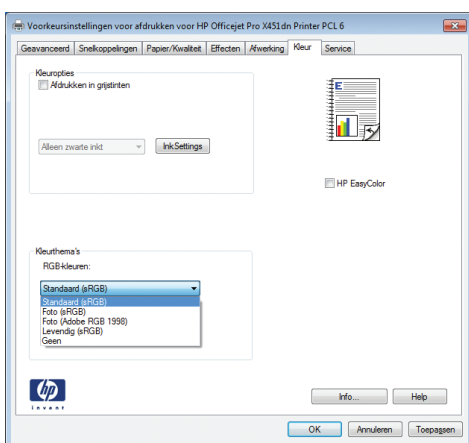 Voorkeursinstellingen voor afdrukken voor HP Officejet Pro X451dn Printer PCL 6
Geavanceerd Snelkoppelingen Papier/Kwaliteit Effecten Afwerking Kleur Service
Kleuropties
Afdrukken in grijstinten
Alleen zwarte inkt
InkSettings
E
HP EasyColor
Kleurthema's
RGB-kleuren:
Standaard (sRGB)
Standaard (sRGB)
Foto (sRGB)
Foto (Adobe RGB 1998)
Levendig (sRGB)
Geen
hp
invent
Info... Help
OK Annuleren Toepassen